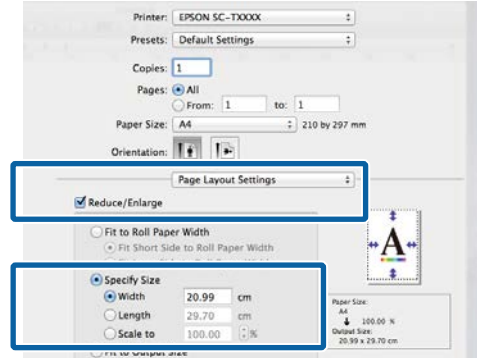 Printer: EPSON SC-TXXXX
Presets: Default Settings
Copies: 1
Pages: All
From: 1 to: 1
Paper Size: A4 210 by 297 mm
Orientation:
Page Layout Settings
Reduce/Enlarge
Fit to Roll Paper Width
Fit Short Side to Roll Paper Width
Specify Size
Width 20.99 cm
Length 29.70 cm
Scale to 100.00 %
Fit to Output Size
A
Paper Size:
A4
100.00 %
Output Size:
20.99 x 29.70 cm